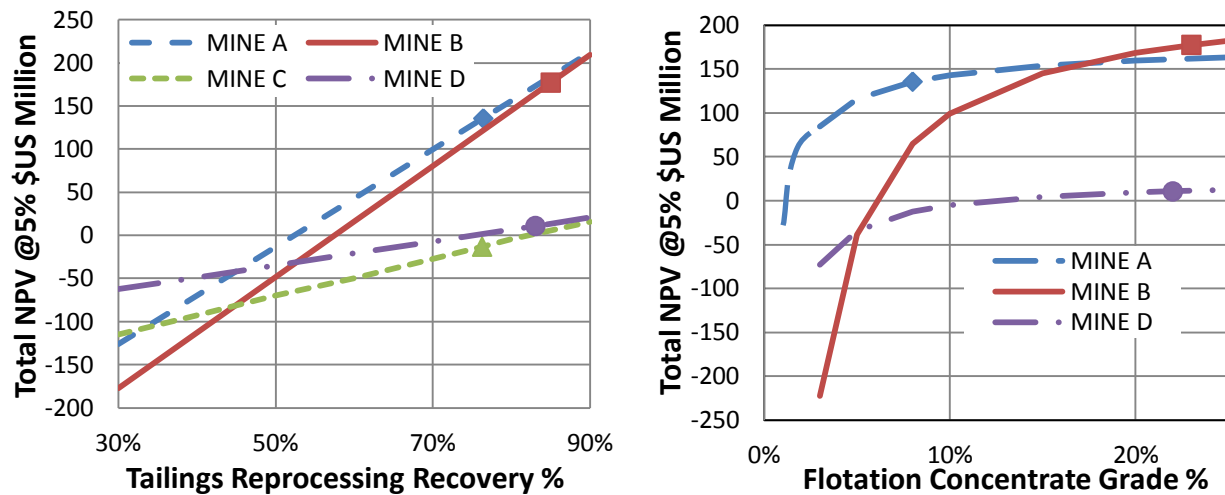 Total NPV @5% $US Million
250
200
150
100
50
0
-50
-100
-150
-200
MINE A
MINE B
MINE C
MINE D
30%
50%
70%
90%
Tailings Reprocessing Recovery %
Total NPV @5% $US Million
200
150
100
50
0
-50
-100
-150
-200
-250
MINE A
MINE B
MINE D
0%
10%
20%
Flotation Concentrate Grade %